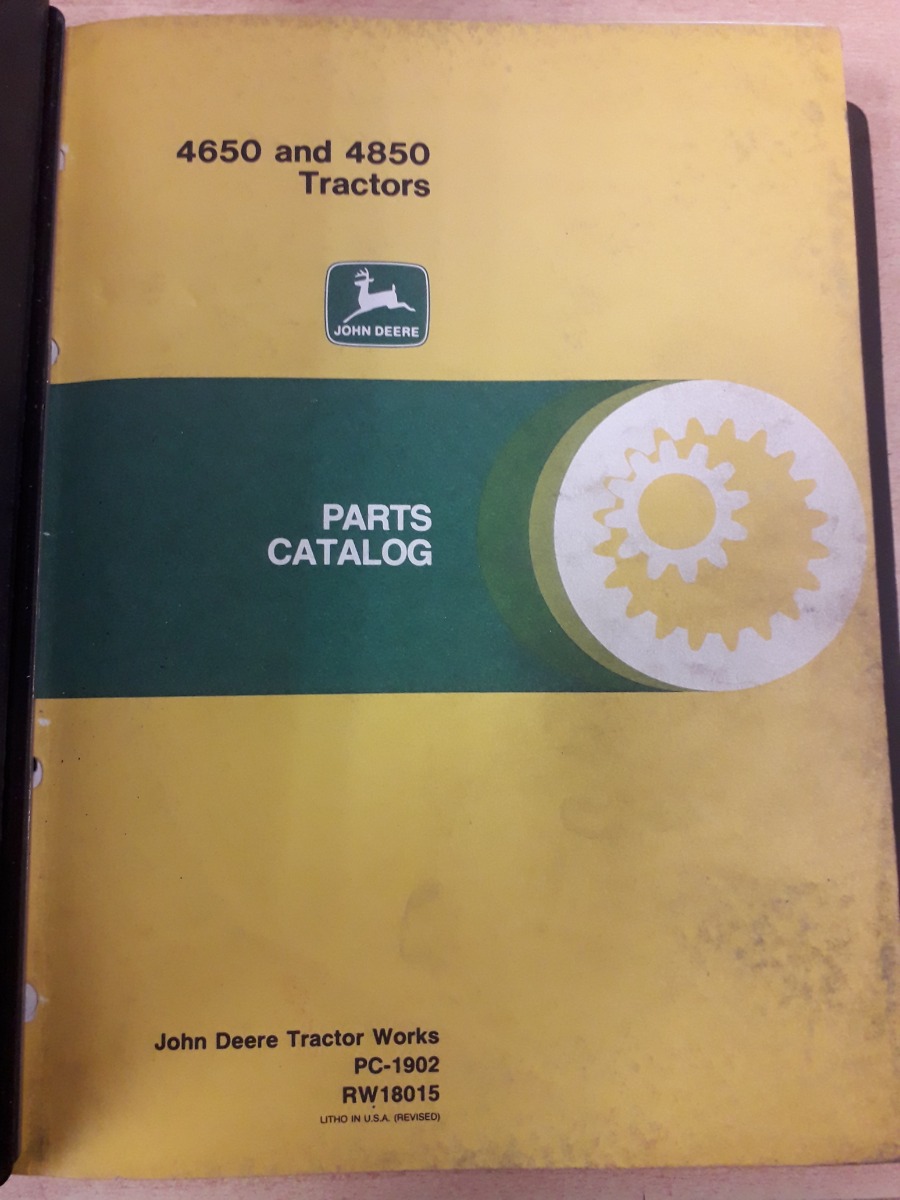 4650 and 4850
Tractors
JOHN DEERE
PARTS
CATALOG
John Deere Tractor Works
PC-1902
RW18015
LITHO IN U.S.A. (REVISED)